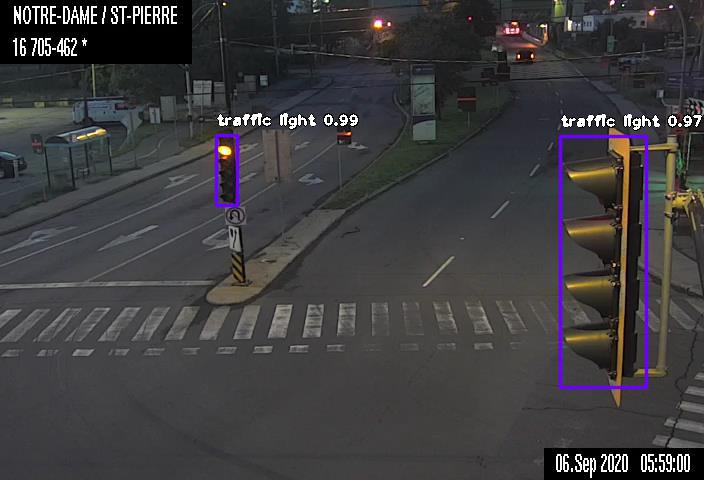 NOTRE-DAME / ST-PIERRE
16 705-462 *
traffic light 0.99
traffic light 0.97
06.Sep 2020 05:59:00